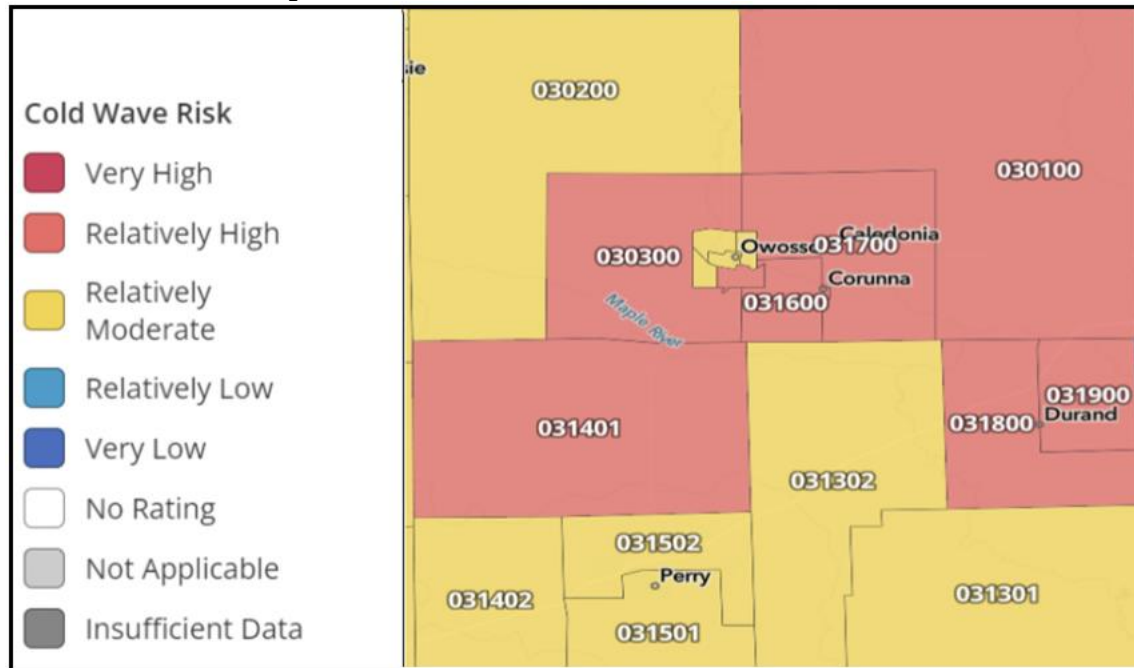 Cold Wave Risk
Very High
Relatively High
Relatively
Moderate
Relatively Low
Very Low
No Rating
Not Applicable
Insufficient Data
030200
030100
Caledonia
030300
031700
Corunna
031600
Maple River
031401
031900
Durand
031800
031302
031502
Perry
031402
031301
031501